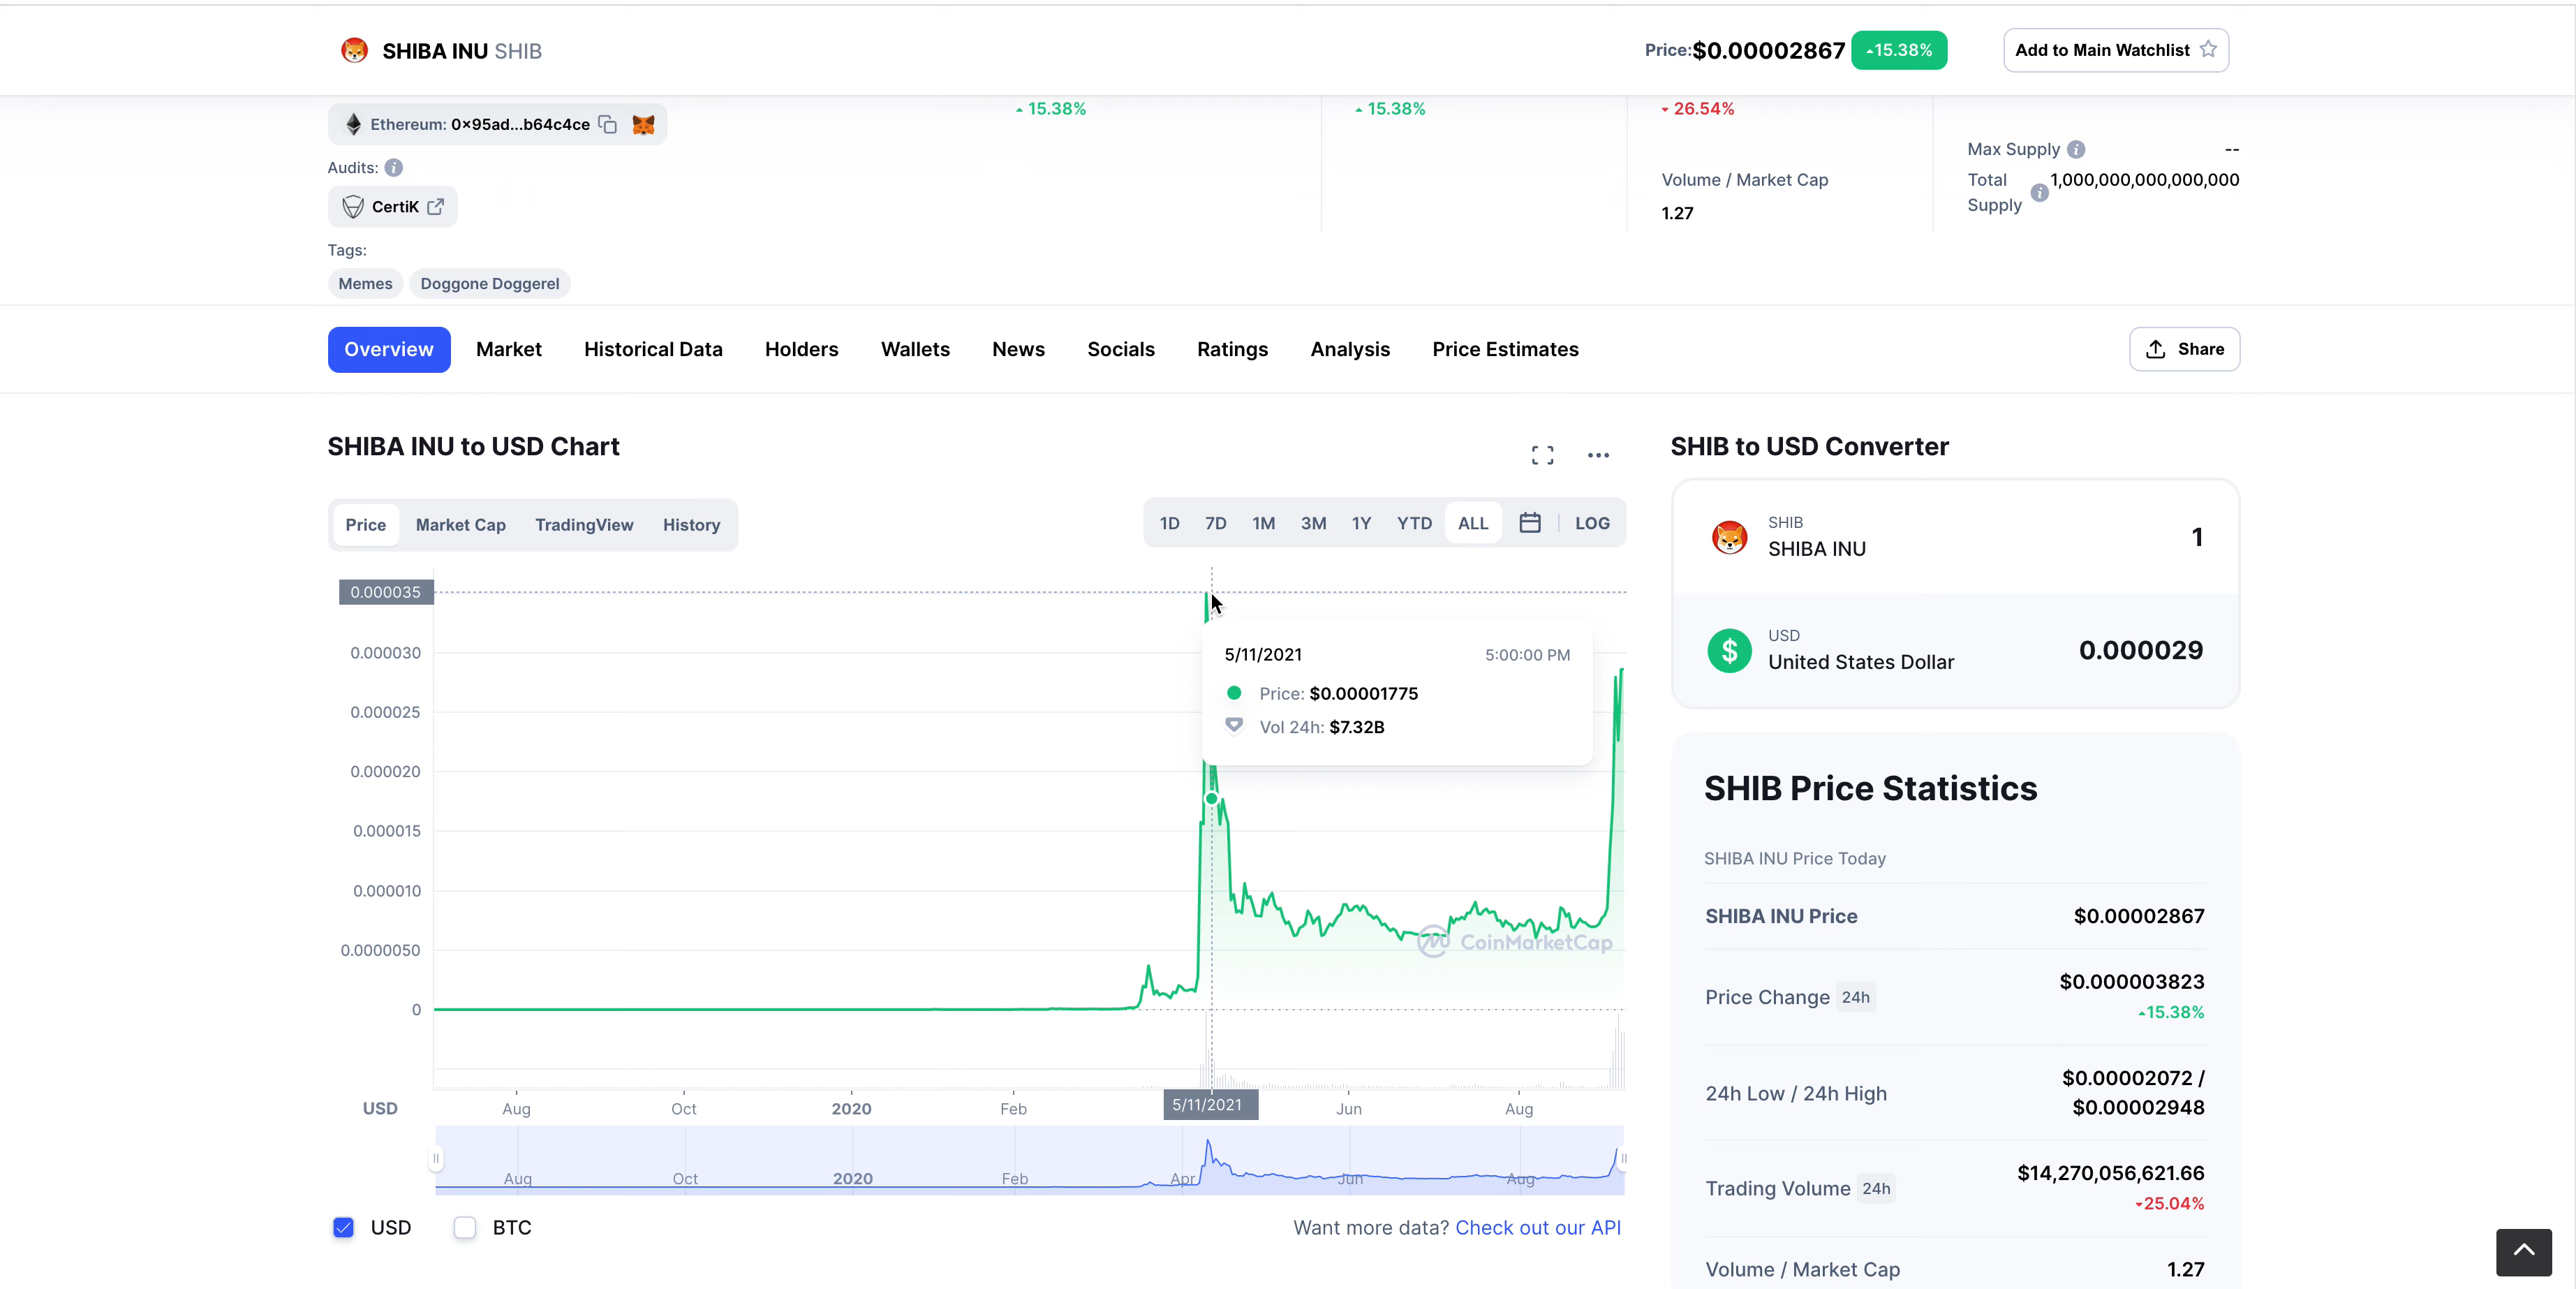 SHIBA INU SHIB
Price:$0.00002867 15.38%
Add to Main Watchlist
Ethereum: 0x95ad...b64c4ce
15.38%
15.38%
26.54%
Audits:
CertiK
Tags:
Memes
Doggone Doggerel
Volume / Market Cap
1.27
Max Supply --
Total Supply 1,000,000,000,000,000
Overview
Market
Historical Data
Holders
Wallets
News
Socials
Ratings
Analysis
Price Estimates
Share
SHIBA INU to USD Chart
Price
Market Cap
TradingView
History
1D
7D
1M
3M
1Y
YTD
ALL
LOG
0.000035
0.000030
0.000025
0.000020
0.000015
0.000010
0.0000050
0
5/11/2021 5:00:00 PM
Price: $0.00001775
Vol 24h: $7.32B
CoinMarketCap
USD
Aug
Oct
2020
Feb
5/11/2021
Jun
Aug
Aug
Oct
2020
Feb
Apr
Jun
Aug
USD
BTC
Want more data? Check out our API
SHIB to USD Converter
SHIB
SHIBA INU
1
USD
United States Dollar
0.000029
$
SHIB Price Statistics
SHIBA INU Price Today
SHIBA INU Price $0.00002867
Price Change 24h $0.000003823
15.38%
24h Low / 24h High $0.00002072 /
$0.00002948
Trading Volume 24h $14,270,056,621.66
25.04%
Volume / Market Cap 1.27